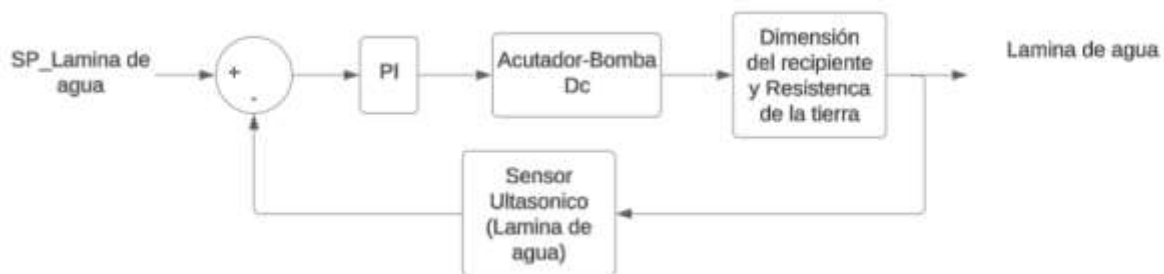 SP_Lamina de
agua
+
-
PI
Acutador-Bomba
Dc
Dimensión
del recipiente
y Resistenca
de la tierra
Lamina de agua
Sensor
Ultasonico
(Lamina de
agua)